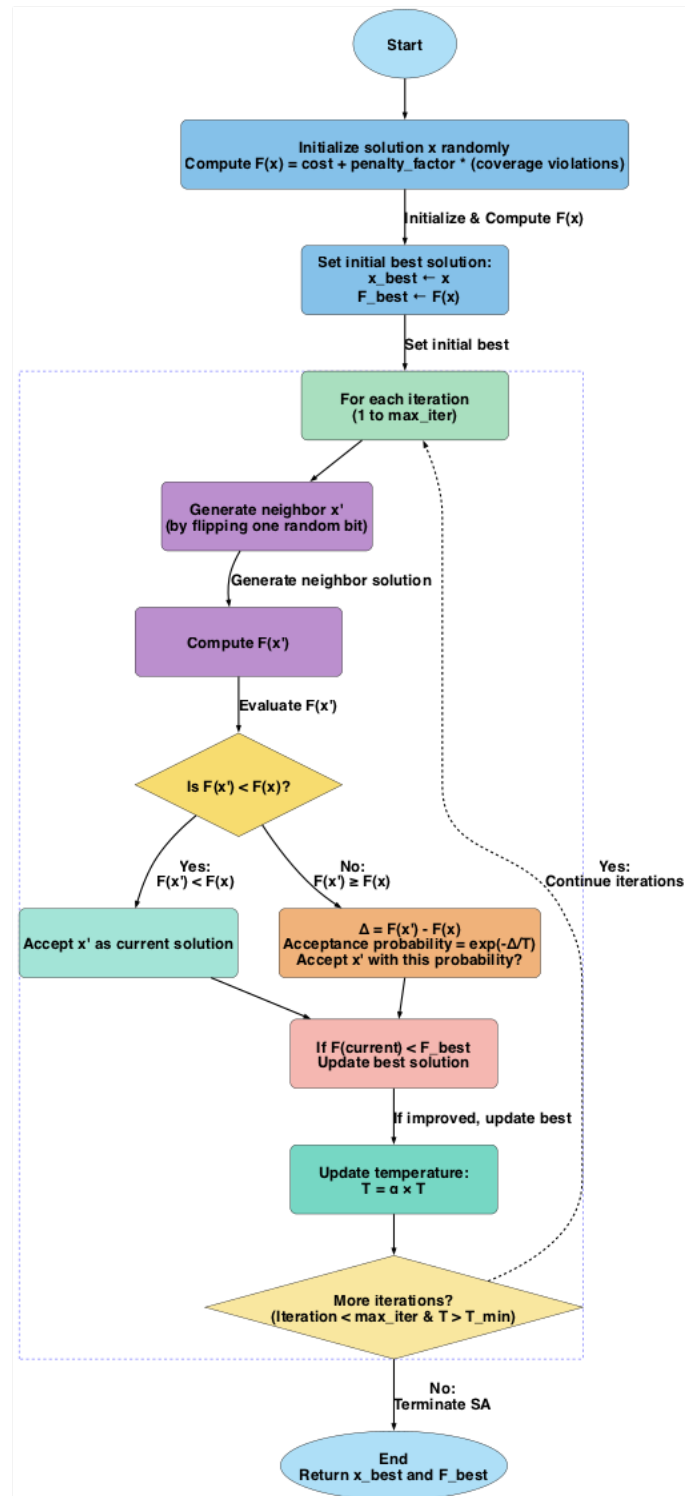 Start
Initialize solution x randomly
Compute F(x) = cost + penalty_factor * (coverage violations)
Initialize & Compute F(x)
Set initial best solution:
x_best ← x
F_best ← F(x)
Set initial best
For each iteration
(1 to max_iter)
Generate neighbor x'
(by flipping one random bit)
Generate neighbor solution
Compute F(x')
Evaluate F(x')
Is F(x') < F(x)?
Yes:
F(x') < F(x)
No:
F(x') ≥ F(x)
Yes:
Continue iterations
Accept x' as current solution
Δ = F(x') - F(x)
Acceptance probability = exp(-Δ/T)
Accept x' with this probability?
If F(current) < F_best
Update best solution
If improved, update best
Update temperature:
T = α × T
More iterations?
(Iteration < max_iter & T > T_min)
No:
Terminate SA
End
Return x_best and F_best